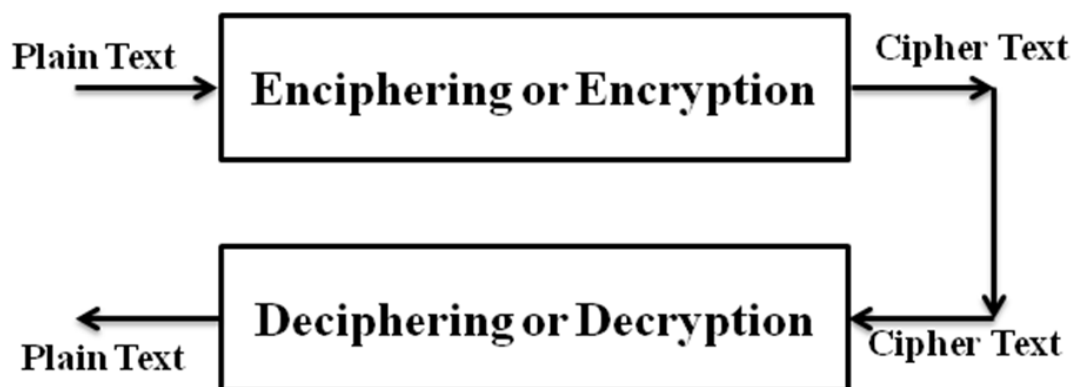 Plain Text
Enciphering or Encryption
Cipher Text
Plain Text
Deciphering or Decryption
Cipher Text